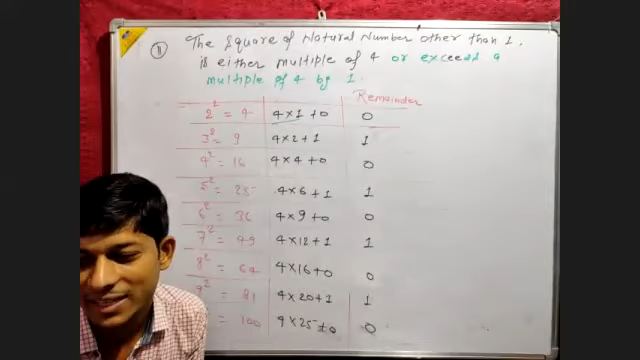 11 The Square of Natural Number other than 1.
is either multiple of 4 or exceed a
multiple of 4 by 1.
Remainder
2² = 4 4×1+0 0
3² = 9 4×2+1 1
4² = 16 4×4+0 0
5² = 25 4×6+1 1
6² = 36 4×9+0 0
7² = 49 4×12+1 1
8² = 64 4×16+0 0
9² = 81 4×20+1 1
= 100 4×25+0 0